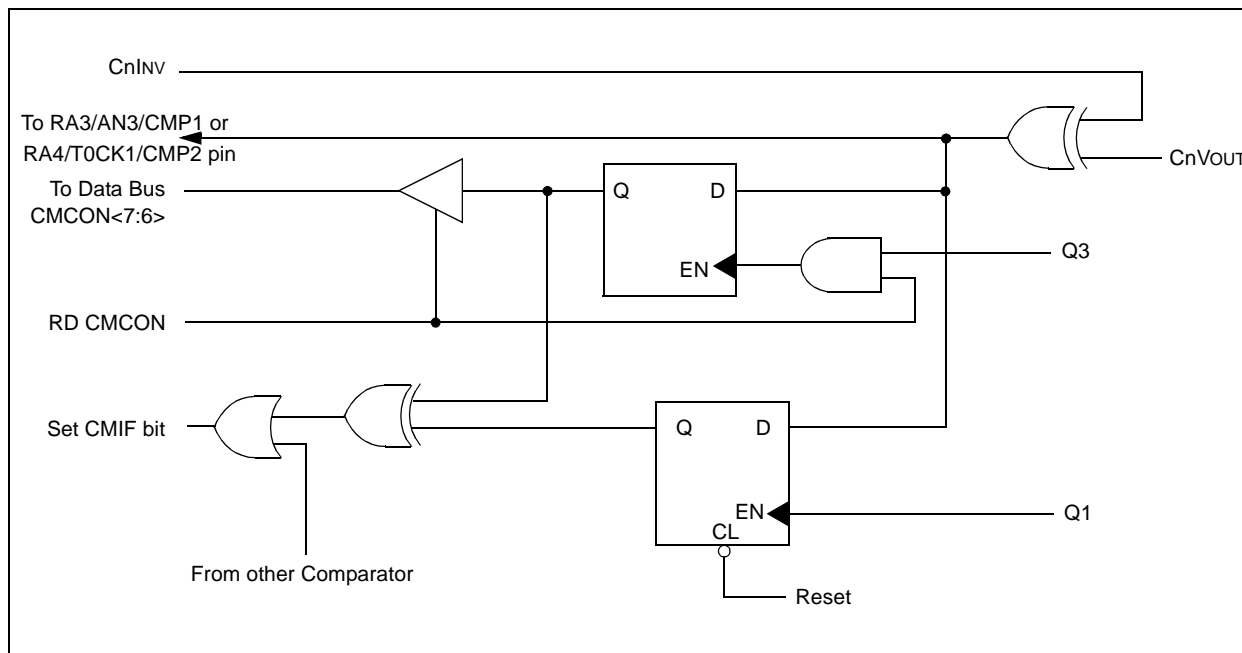 CnINV
To RA3/AN3/CMP1 or
RA4/T0CK1/CMP2 pin
CnVOUT
To Data Bus
CMCON<7:6>
Q
D
EN
Q3
RD CMCON
Set CMIF bit
Q
D
EN
CL
Q1
From other Comparator
Reset